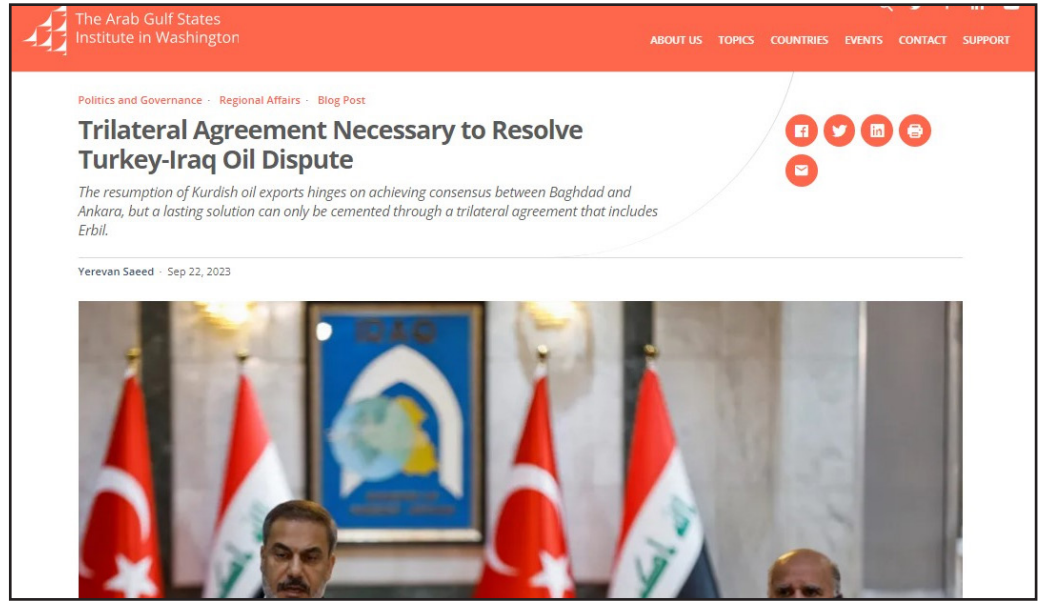 The Arab Gulf States
Institute in Washington
ABOUT US TOPICS COUNTRIES EVENTS CONTACT SUPPORT
Politics and Governance · Regional Affairs · Blog Post
Trilateral Agreement Necessary to Resolve
Turkey-Iraq Oil Dispute
The resumption of Kurdish oil exports hinges on achieving consensus between Baghdad and
Ankara, but a lasting solution can only be cemented through a trilateral agreement that includes
Erbil.
Yerevan Saeed · Sep 22, 2023
IRAQ
الله أكبر